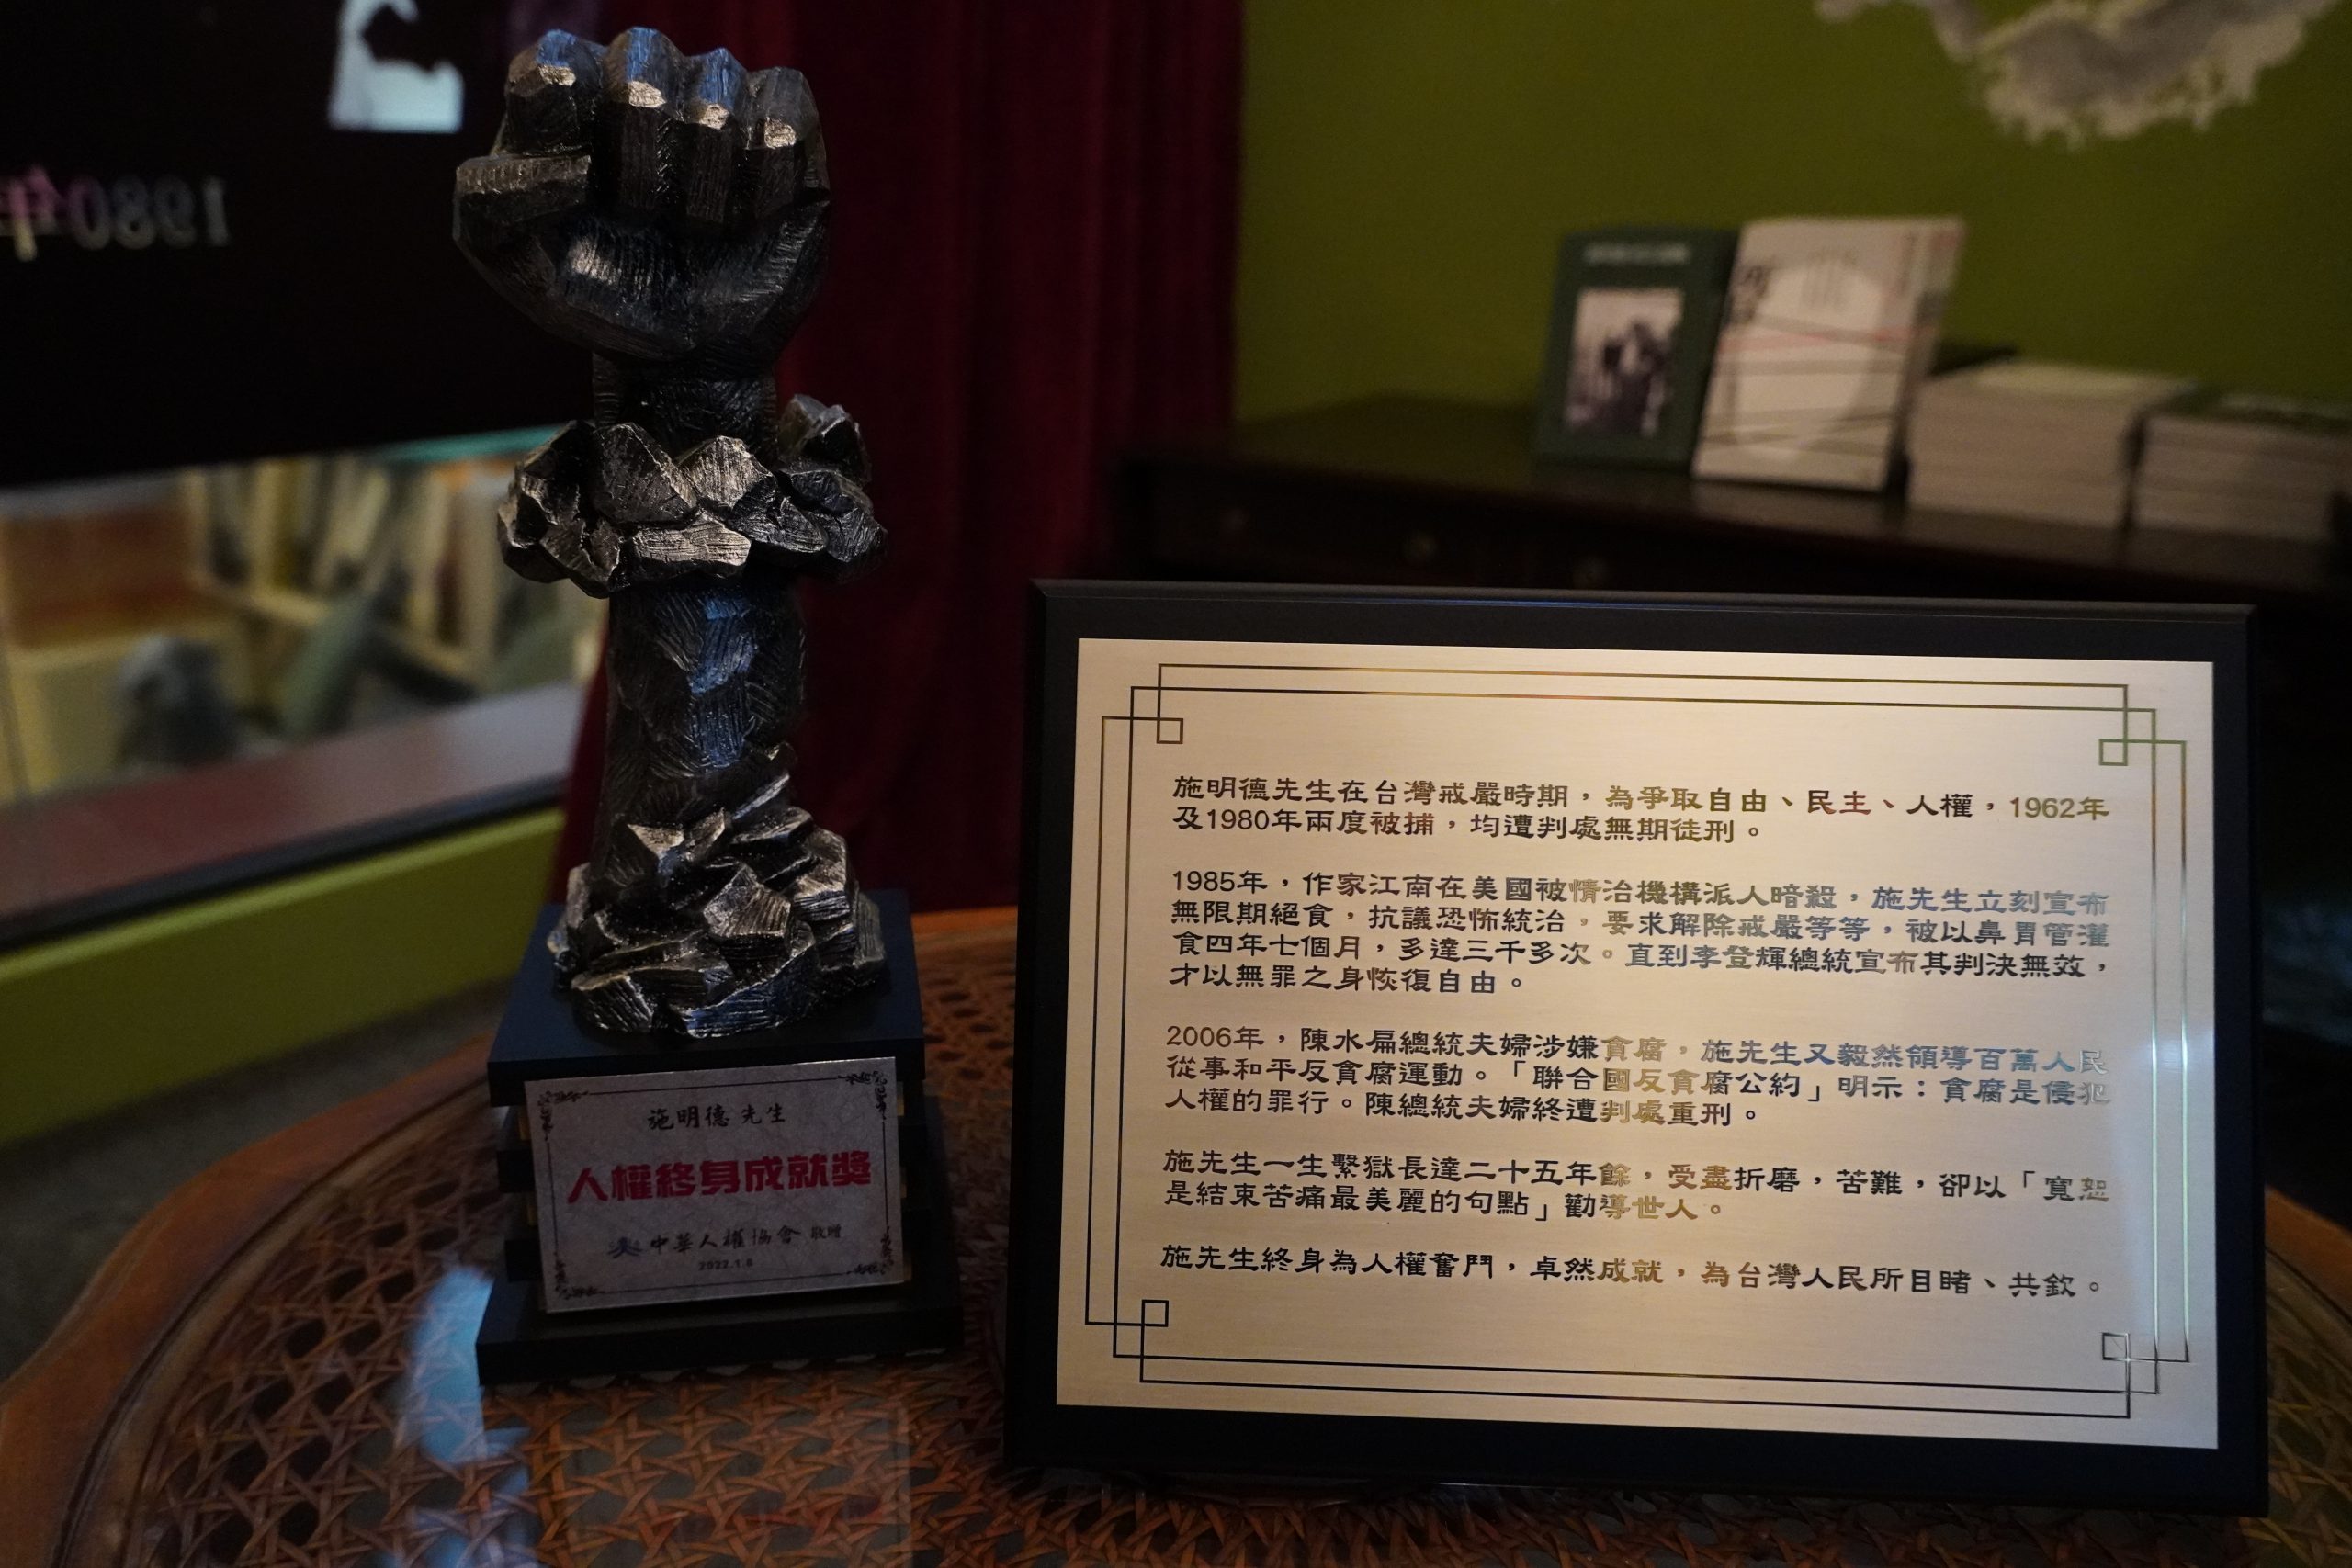 1980年
施明德 先生
人權終身成就獎
中華人權協會 敬贈
2022.1.8
施明德先生在台灣戒嚴時期，為爭取自由、民主、人權，1962年
及1980年兩度被捕，均遭判處無期徒刑。
1985年，作家江南在美國被情治機構派人暗殺，施先生立刻宣布
無限期絕食，抗議恐怖統治，要求解除戒嚴等等，被以鼻胃管灌
食四年七個月，多達三千多次。直到李登輝總統宣布其判決無效，
才以無罪之身恢復自由。
2006年，陳水扁總統夫婦涉嫌貪腐，施先生又毅然領導百萬人民
從事和平反貪腐運動。「聯合國反貪腐公約」明示：貪腐是侵犯
人權的罪行。陳總統夫婦終遭判處重刑。
施先生一生繫獄長達二十五年餘，受盡折磨，苦難，卻以「寬恕
是結束苦痛最美麗的句點」勸導世人。
施先生終身為人權奮鬥，卓然成就，為台灣人民所目睹、共欽。